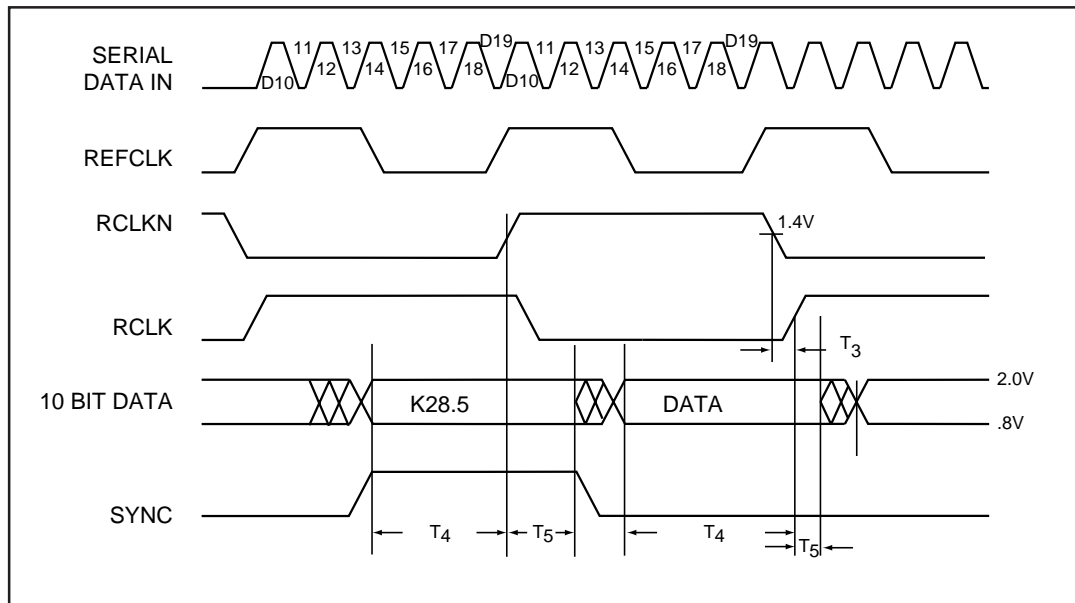 SERIAL
DATA IN
11 13 15 17 D19 11 13 15 17 D19
D10 12 14 16 18 D10 12 14 16 18
REFCLK
RCLKN
1.4V
RCLK
T3
10 BIT DATA
K28.5
DATA
2.0V
.8V
SYNC
T4
T5
T4
T5